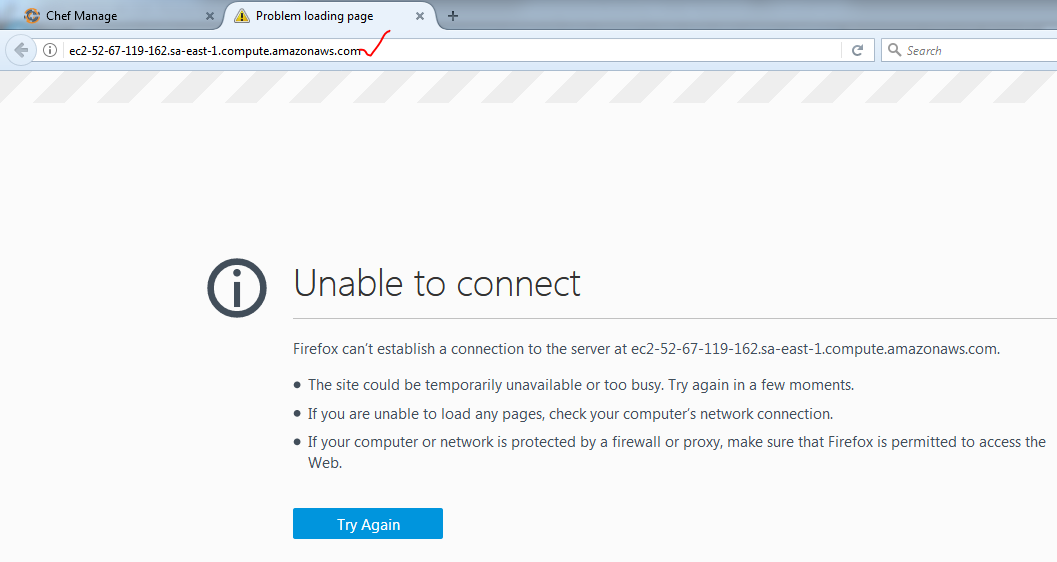 Chef Manage
Problem loading page
ec2-52-67-119-162.sa-east-1.compute.amazonaws.com
Search
Unable to connect
Firefox can’t establish a connection to the server at ec2-52-67-119-162.sa-east-1.compute.amazonaws.com.
The site could be temporarily unavailable or too busy. Try again in a few moments.
If you are unable to load any pages, check your computer’s network connection.
If your computer or network is protected by a firewall or proxy, make sure that Firefox is permitted to access the
Web.
Try Again